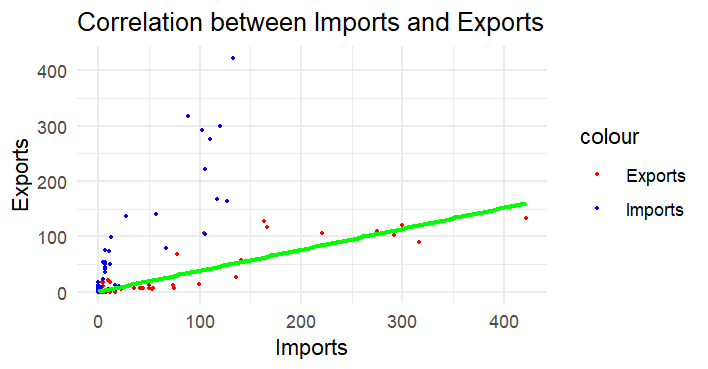 Correlation between Imports and Exports
400
300
200
100
0
Exports
0 100 200 300 400
Imports
colour
Exports
Imports